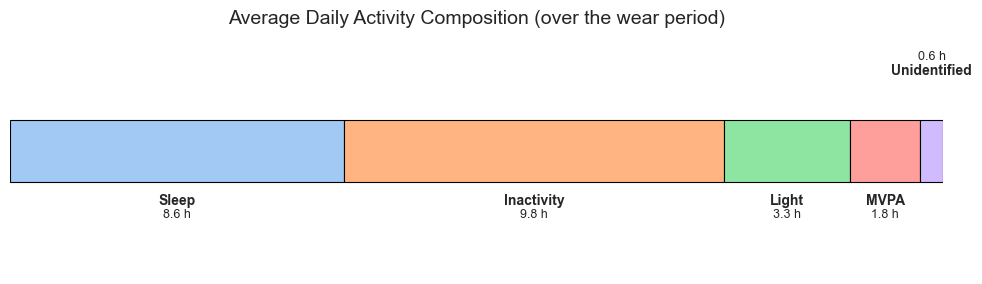 Average Daily Activity Composition (over the wear period)
0.6 h
Unidentified
Sleep
8.6 h
Inactivity
9.8 h
Light
3.3 h
MVPA
1.8 h